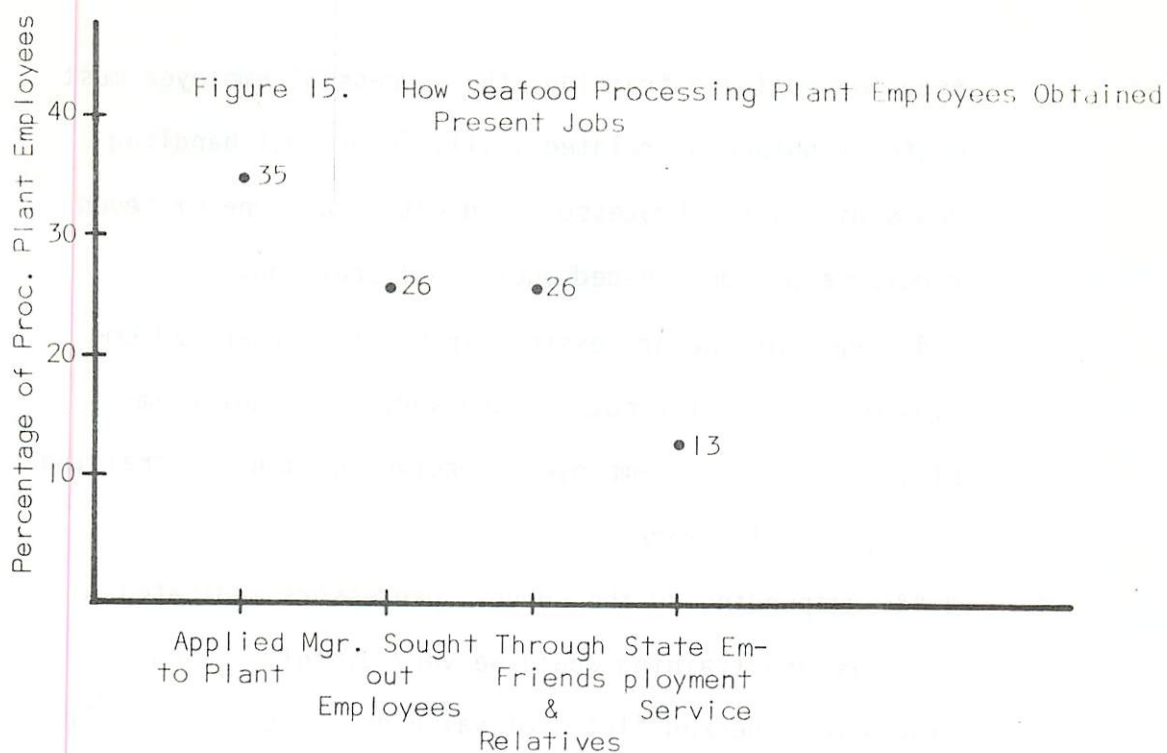 Figure 15. How Seafood Processing Plant Employees Obtained
Present Jobs
Percentage of Proc. Plant Employees
40
30
20
10
35
26
26
13
Applied Mgr. Sought Through State Em-
to Plant out Friends ployment
Employees & Service
Relatives